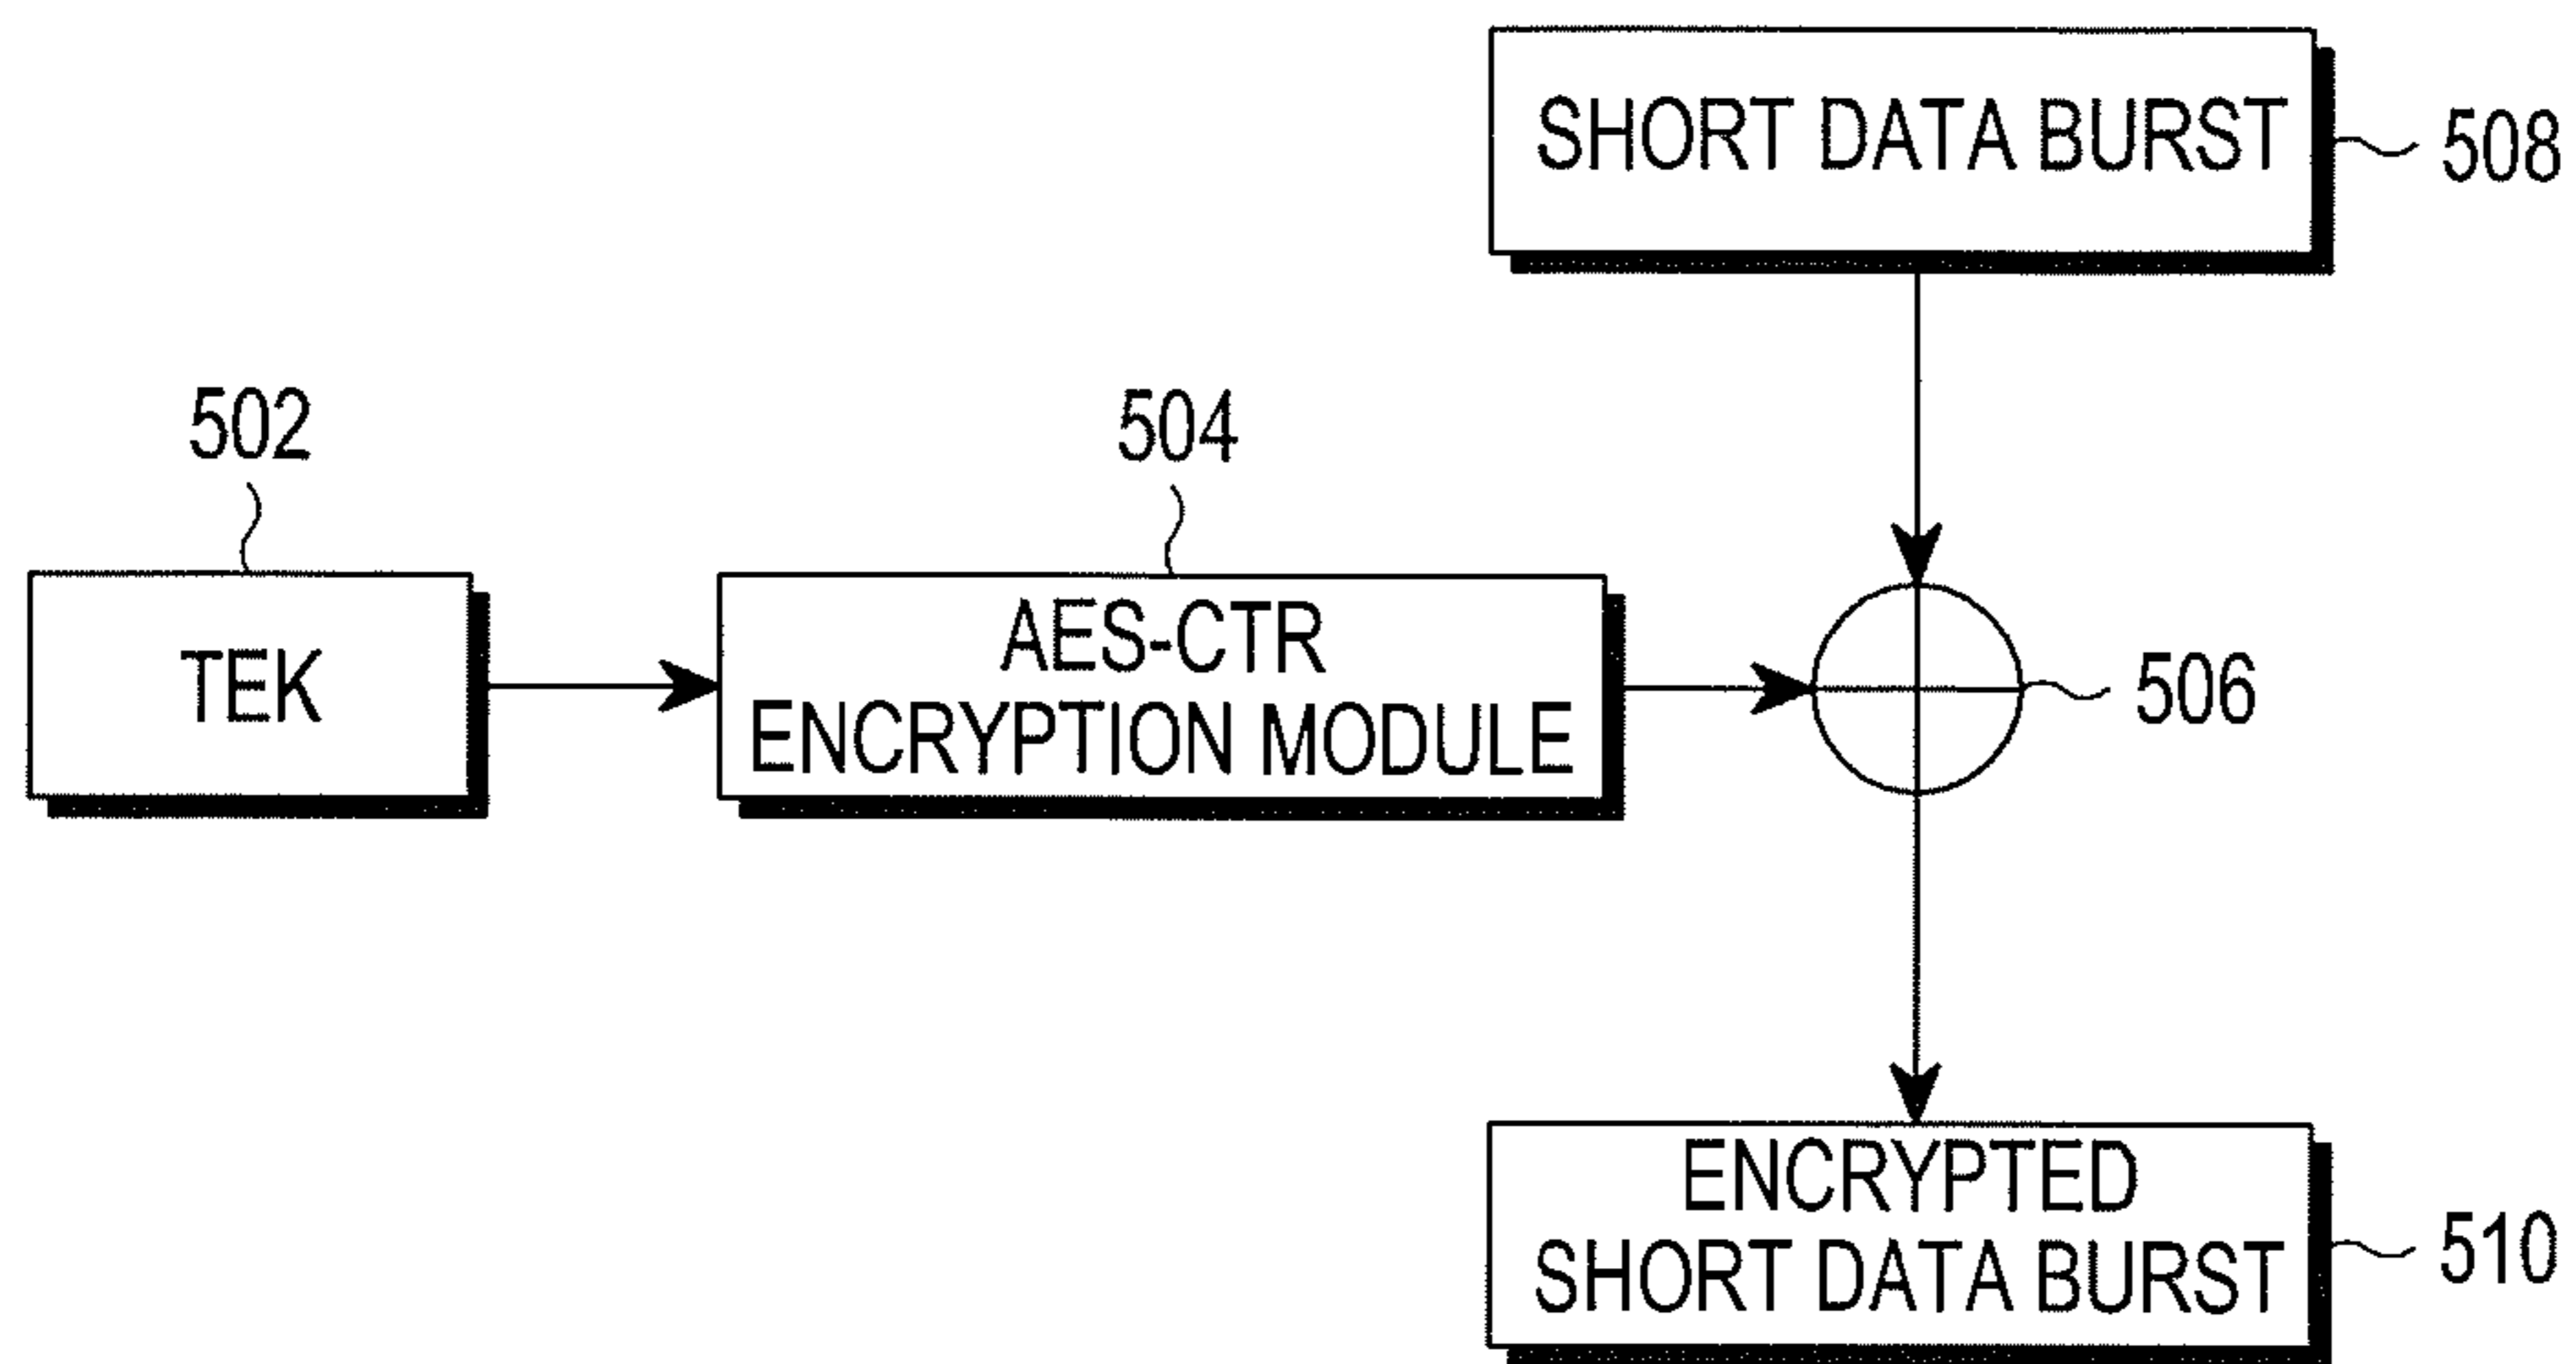 SHORT DATA BURST
508
502
504
TEK
AES-CTR
ENCRYPTION MODULE
506
ENCRYPTED
SHORT DATA BURST
510